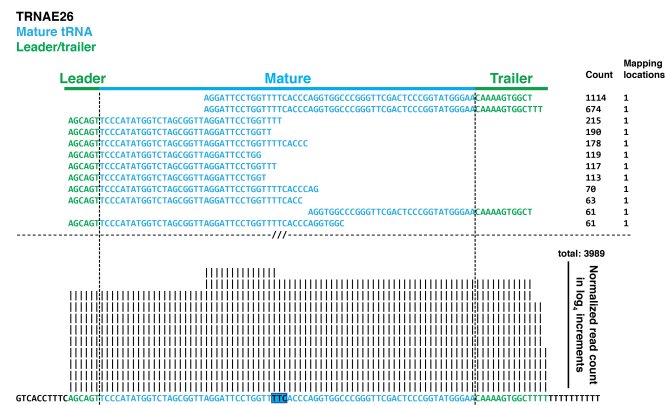 TRNAE26
Mature tRNA
Leader/trailer
Leader Mature Trailer Count Mapping locations
AGGATTCCTGGTTTTCACCCAGGTGGCCCGGGTTCGACTCCCGGTATGGGAACAAAAGTGGCT 1114 1
AGGATTCCTGGTTTTCACCCAGGTGGCCCGGGTTCGACTCCCGGTATGGGAACAAAAGTGGCTTT 674 1
AGCAGTTCCCATATGGTCTAGCGGTTAGGATTCCTGGTTTT 215 1
AGCAGTTCCCATATGGTCTAGCGGTTAGGATTCCTGGTT 190 1
AGCAGTTCCCATATGGTCTAGCGGTTAGGATTCCTGGTTTTCACCC 178 1
AGCAGTTCCCATATGGTCTAGCGGTTAGGATTCCTGG 119 1
AGCAGTTCCCATATGGTCTAGCGGTTAGGATTCCTGGTTT 117 1
AGCAGTTCCCATATGGTCTAGCGGTTAGGATTCCTGGT 113 1
AGCAGTTCCCATATGGTCTAGCGGTTAGGATTCCTGGTTTTCACCCAG 70 1
AGCAGTTCCCATATGGTCTAGCGGTTAGGATTCCTGGTTTTCACC 63 1
AGGTGGCCCGGGTTCGACTCCCGGTATGGGAACAAAAGTGGCT 61 1
AGCAGTTCCCATATGGTCTAGCGGTTAGGATTCCTGGTTTTCACCCAGGTGGC 61 1
///
total: 3989
Normalized read count
in log4 increments
GTCACCTTTCAGCAGTTCCCATATGGTCTAGCGGTTAGGATTCCTGGTTTTCACCCAGGTGGCCCGGGTTCGACTCCCGGTATGGGAACAAAAGTGGCTTTTTTTTTTTTTT